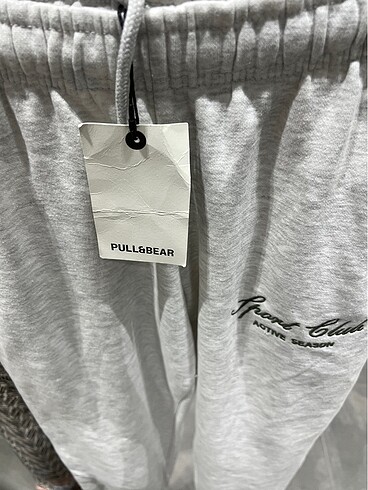 PULL&BEAR
Sport Club
ACTIVE SEASON